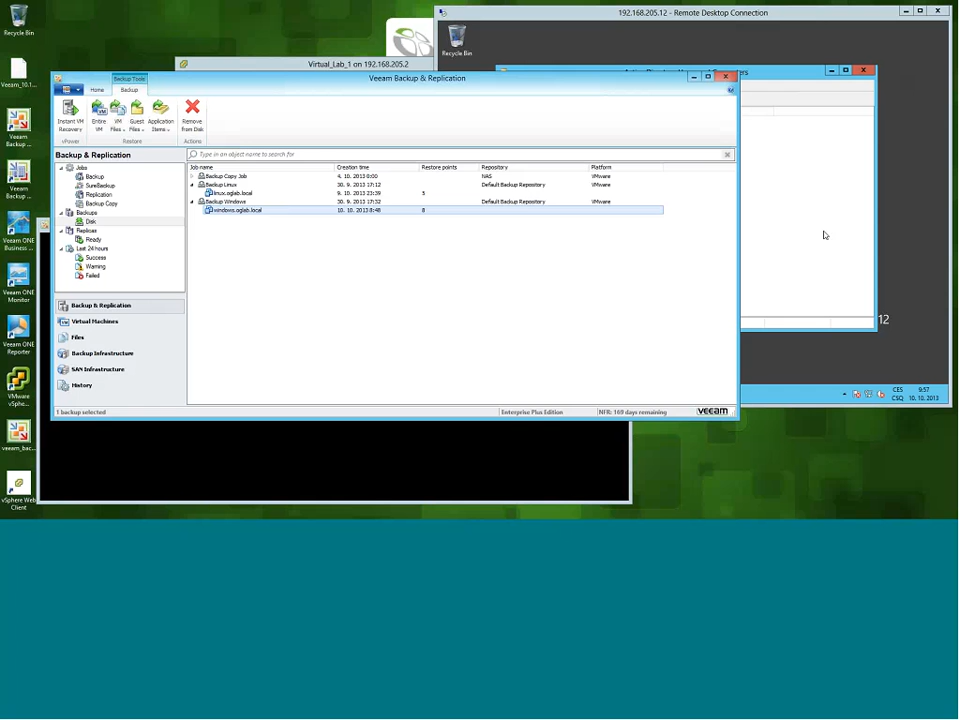 192.168.205.12 - Remote Desktop Connection
Recycle Bin
Recycle Bin
Virtual_Lab_1 on 192.168.205.2
Backup Tools
Veeam Backup & Replication
Veeam_10.1...
Home
Backup
Instant VM Recovery
Entire VM
VM Files
Guest Files
Application Items
Remove from Disk
vPower
Restore
Actions
Veeam Backup ...
Backup & Replication
Type in an object name to search for
Job name
Creation time
Restore points
Repository
Platform
Jobs
Backup
SureBackup
Replication
Backup Copy
Backups
Disk
Replicas
Ready
Last 24 hours
Success
Warning
Failed
Backup Copy Job
4. 10. 2013 0:00
NAS
VMware
Backup Linux
30. 9. 2013 17:12
Default Backup Repository
VMware
linux.oglab.local
9. 10. 2013 23:39
5
Backup Windows
30. 9. 2013 17:32
Default Backup Repository
VMware
windows.oglab.local
10. 10. 2013 8:48
8
Veeam ...
Veeam ONE Business ...
Veeam ONE Monitor
Veeam ONE Reporter
VMware vSphe...
veeam_bac...
vSphere Web Client
Backup & Replication
Virtual Machines
Files
Backup Infrastructure
SAN Infrastructure
History
12
CES
CSQ
9:57
10. 10. 2013
1 backup selected
Enterprise Plus Edition
NFR: 169 days remaining
veeam